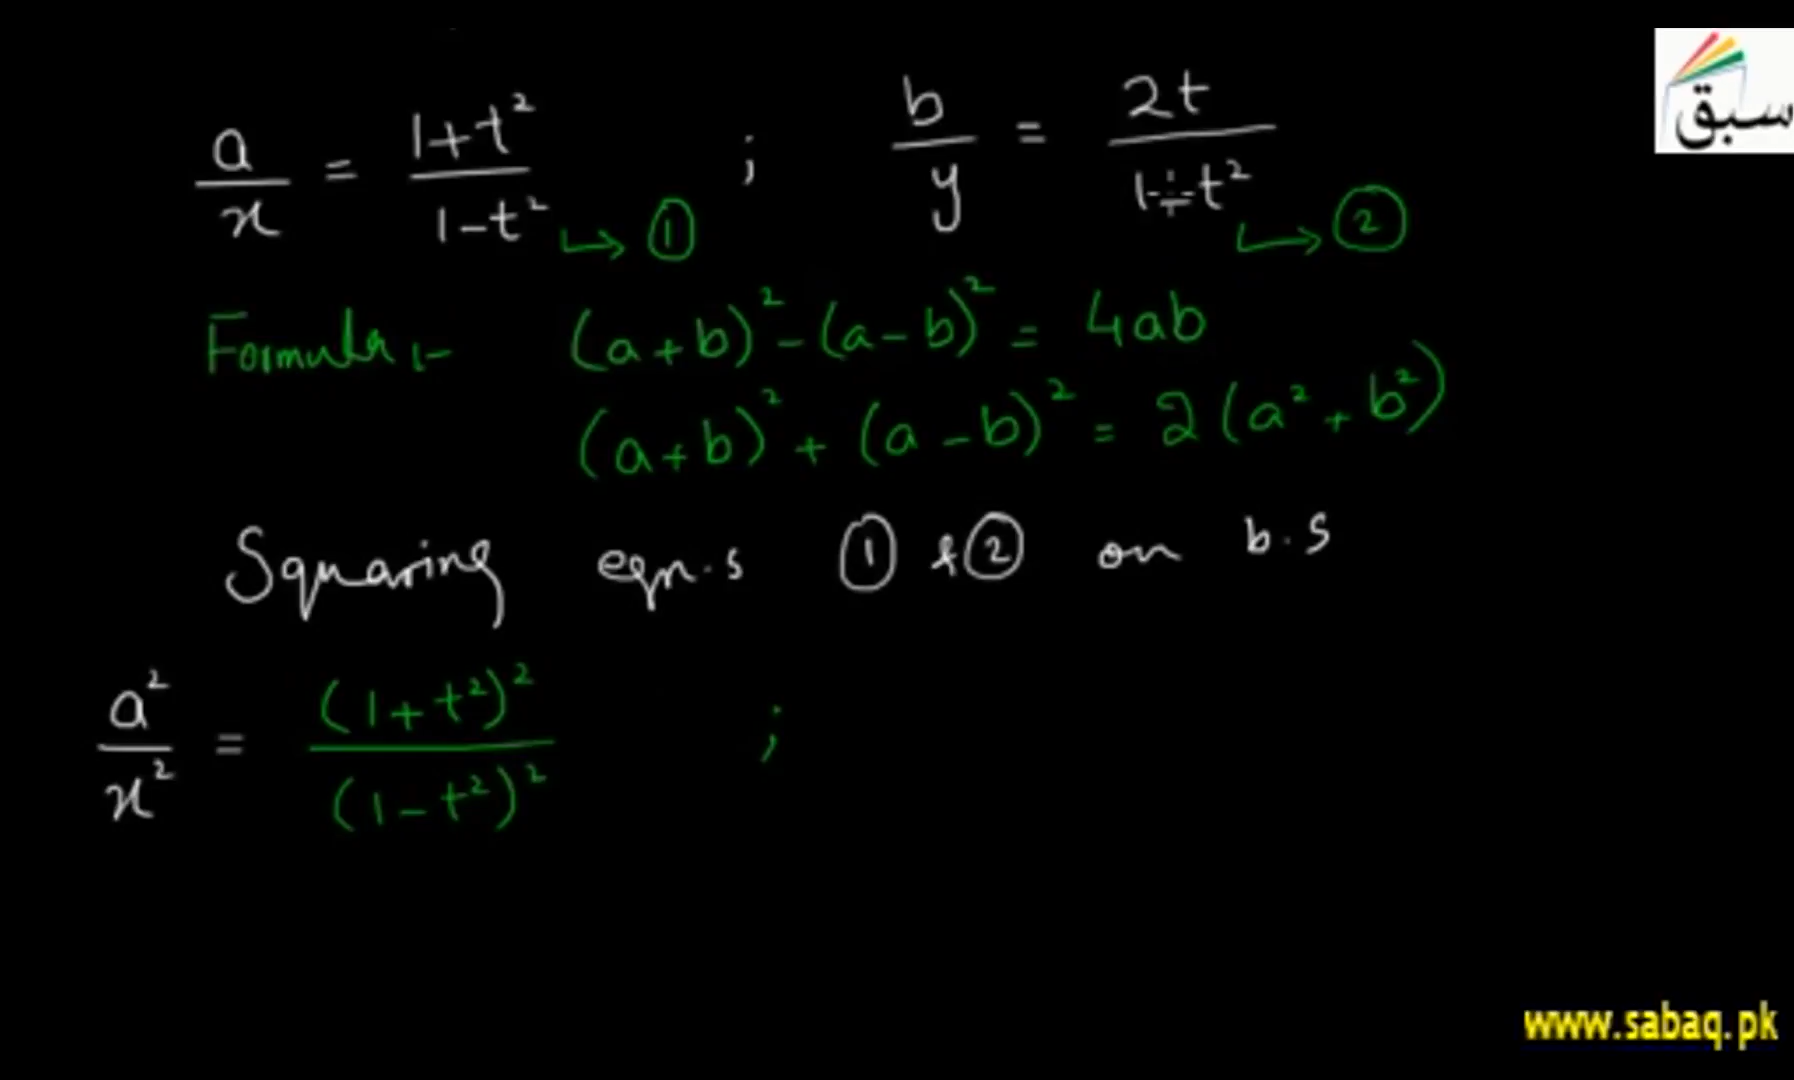 سبق
a/x = 1+t²/1-t² ; b/y = 2t/1-t²
↳ ① ↳ ②
Formula:- (a+b)² - (a-b)² = 4ab
(a+b)² + (a-b)² = 2(a²+b²)
Squaring eqn.s ① & ② on b.s
a²/x² = (1+t²)²/(1-t²)² ;
www.sabaq.pk